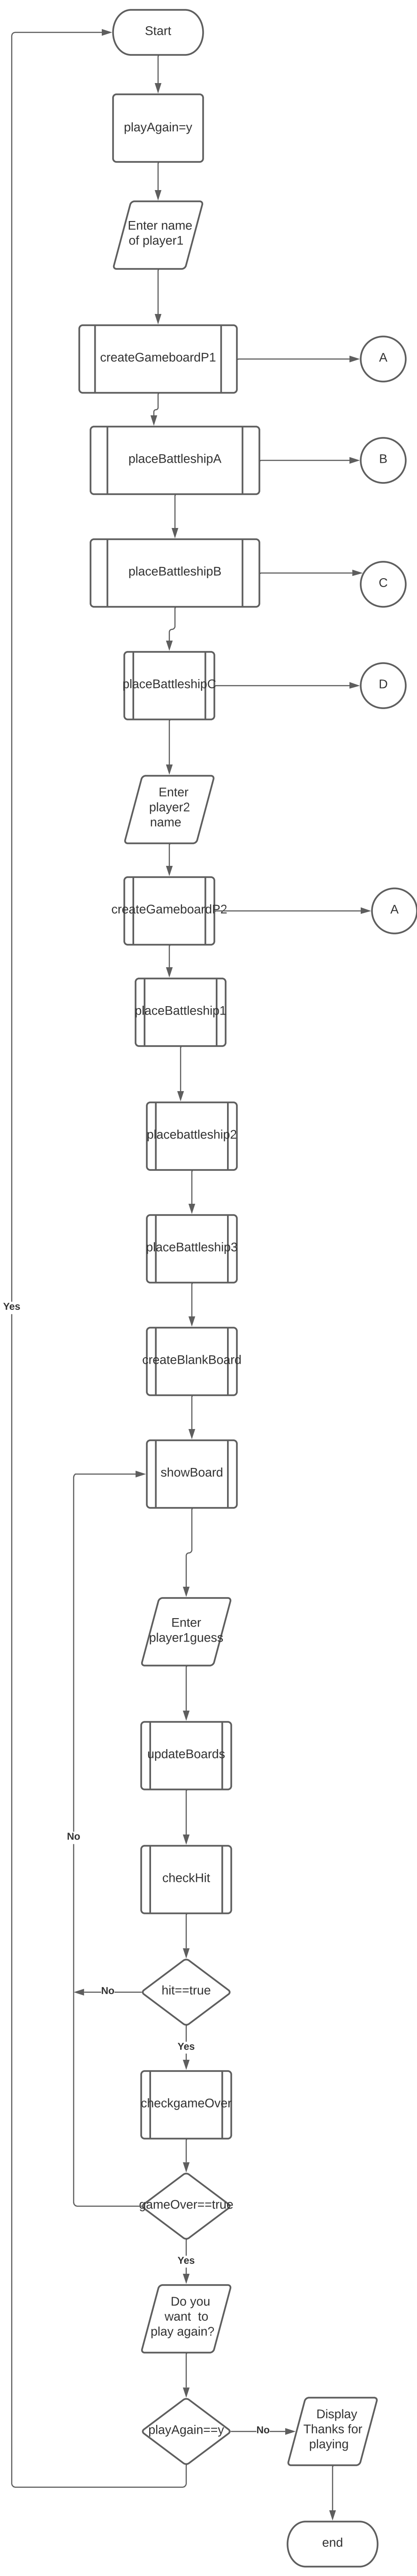 Start
playAgain=y
Enter name
of player1
createGameboardP1
A
placeBattleshipA
B
placeBattleshipB
C
placeBattleshipC
D
Enter
player2
name
createGameboardP2
A
placeBattleship1
placebattleship2
placeBattleship3
Yes
createBlankBoard
showBoard
Enter
player1guess
updateBoards
No
checkHit
hit==true
No
Yes
checkgameOver
gameOver==true
Yes
Do you
want to
play again?
playAgain==y
No
Display
Thanks for
playing
end